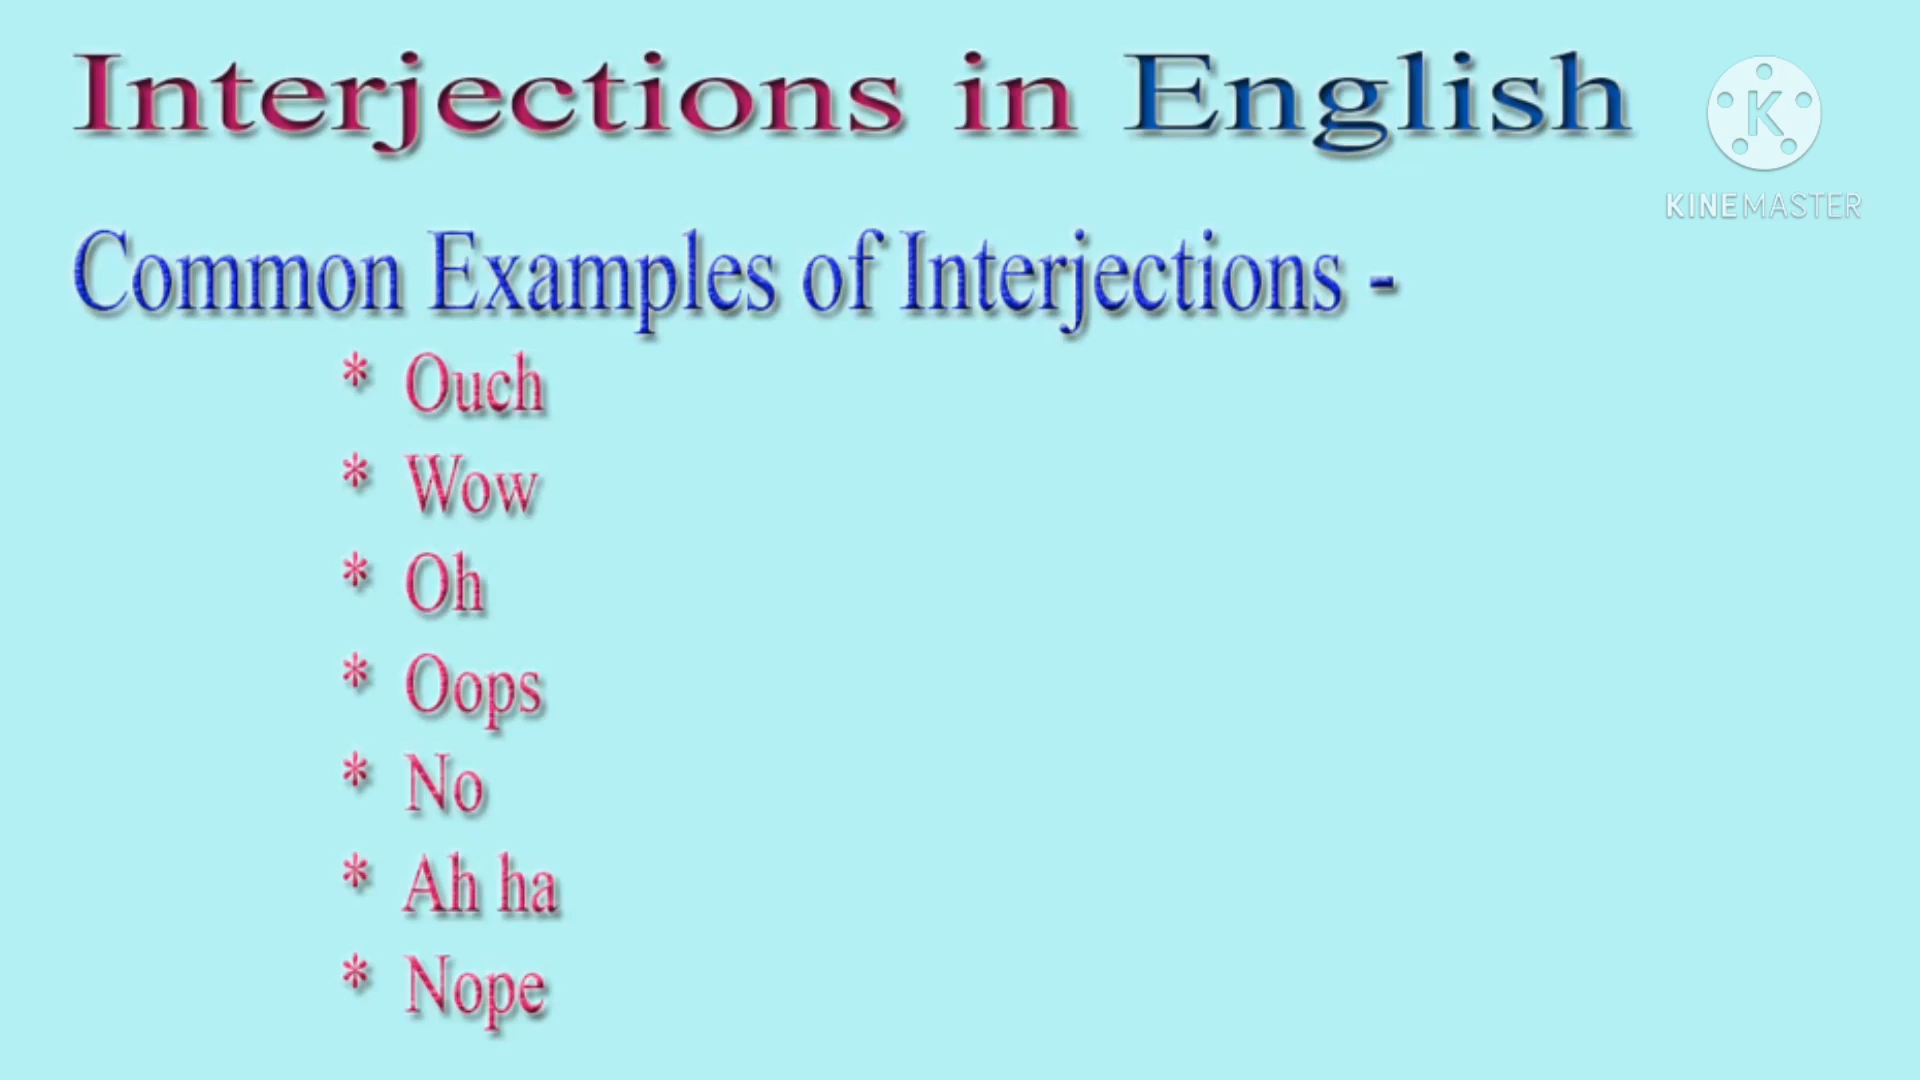 Interjections in English
K
KINEMASTER
Common Examples of Interjections -
* Ouch
* Wow
* Oh
* Oops
* No
* Ah ha
* Nope